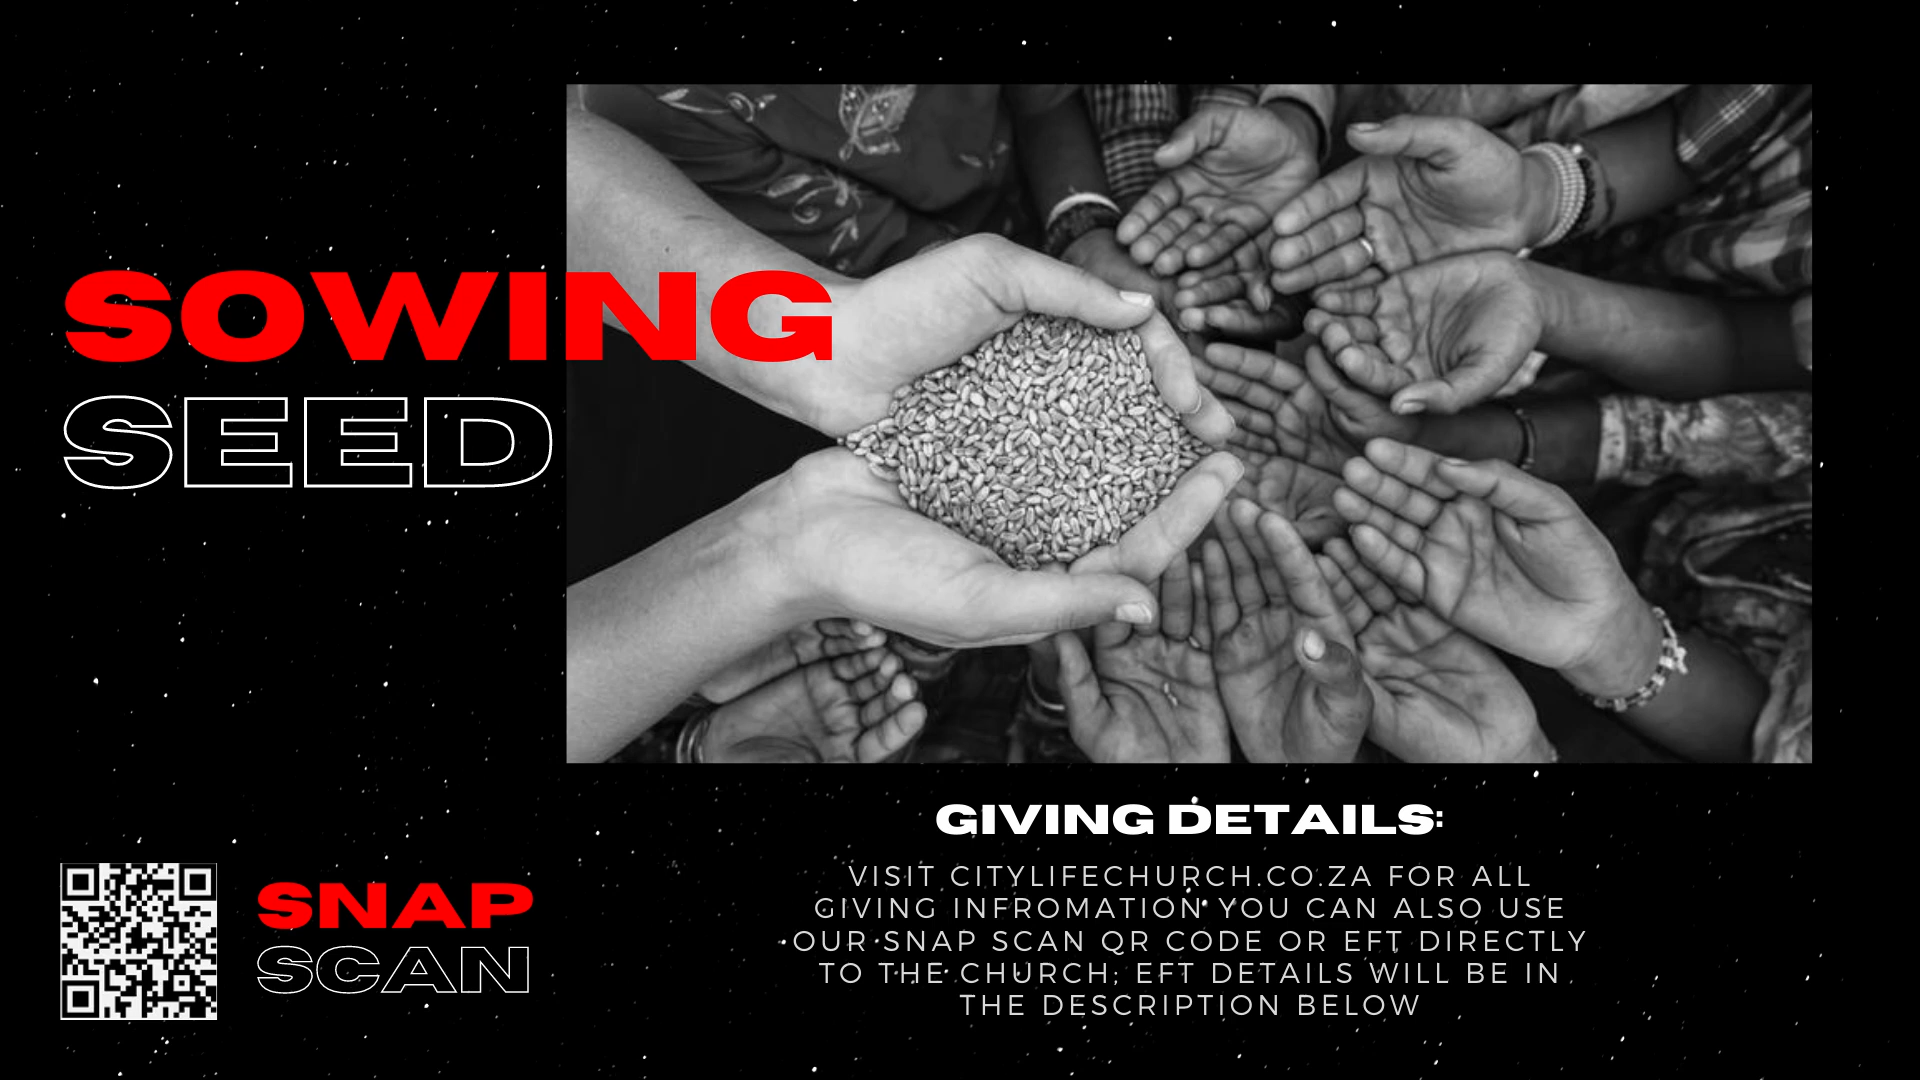 SOWING
SEED
SNAP
SCAN
GIVING DETAILS:
VISIT CITYLIFECHURCH.CO.ZA FOR ALL
GIVING INFROMATION YOU CAN ALSO USE
OUR SNAP SCAN QR CODE OR EFT DIRECTLY
TO THE CHURCH; EFT DETAILS WILL BE IN
THE DESCRIPTION BELOW